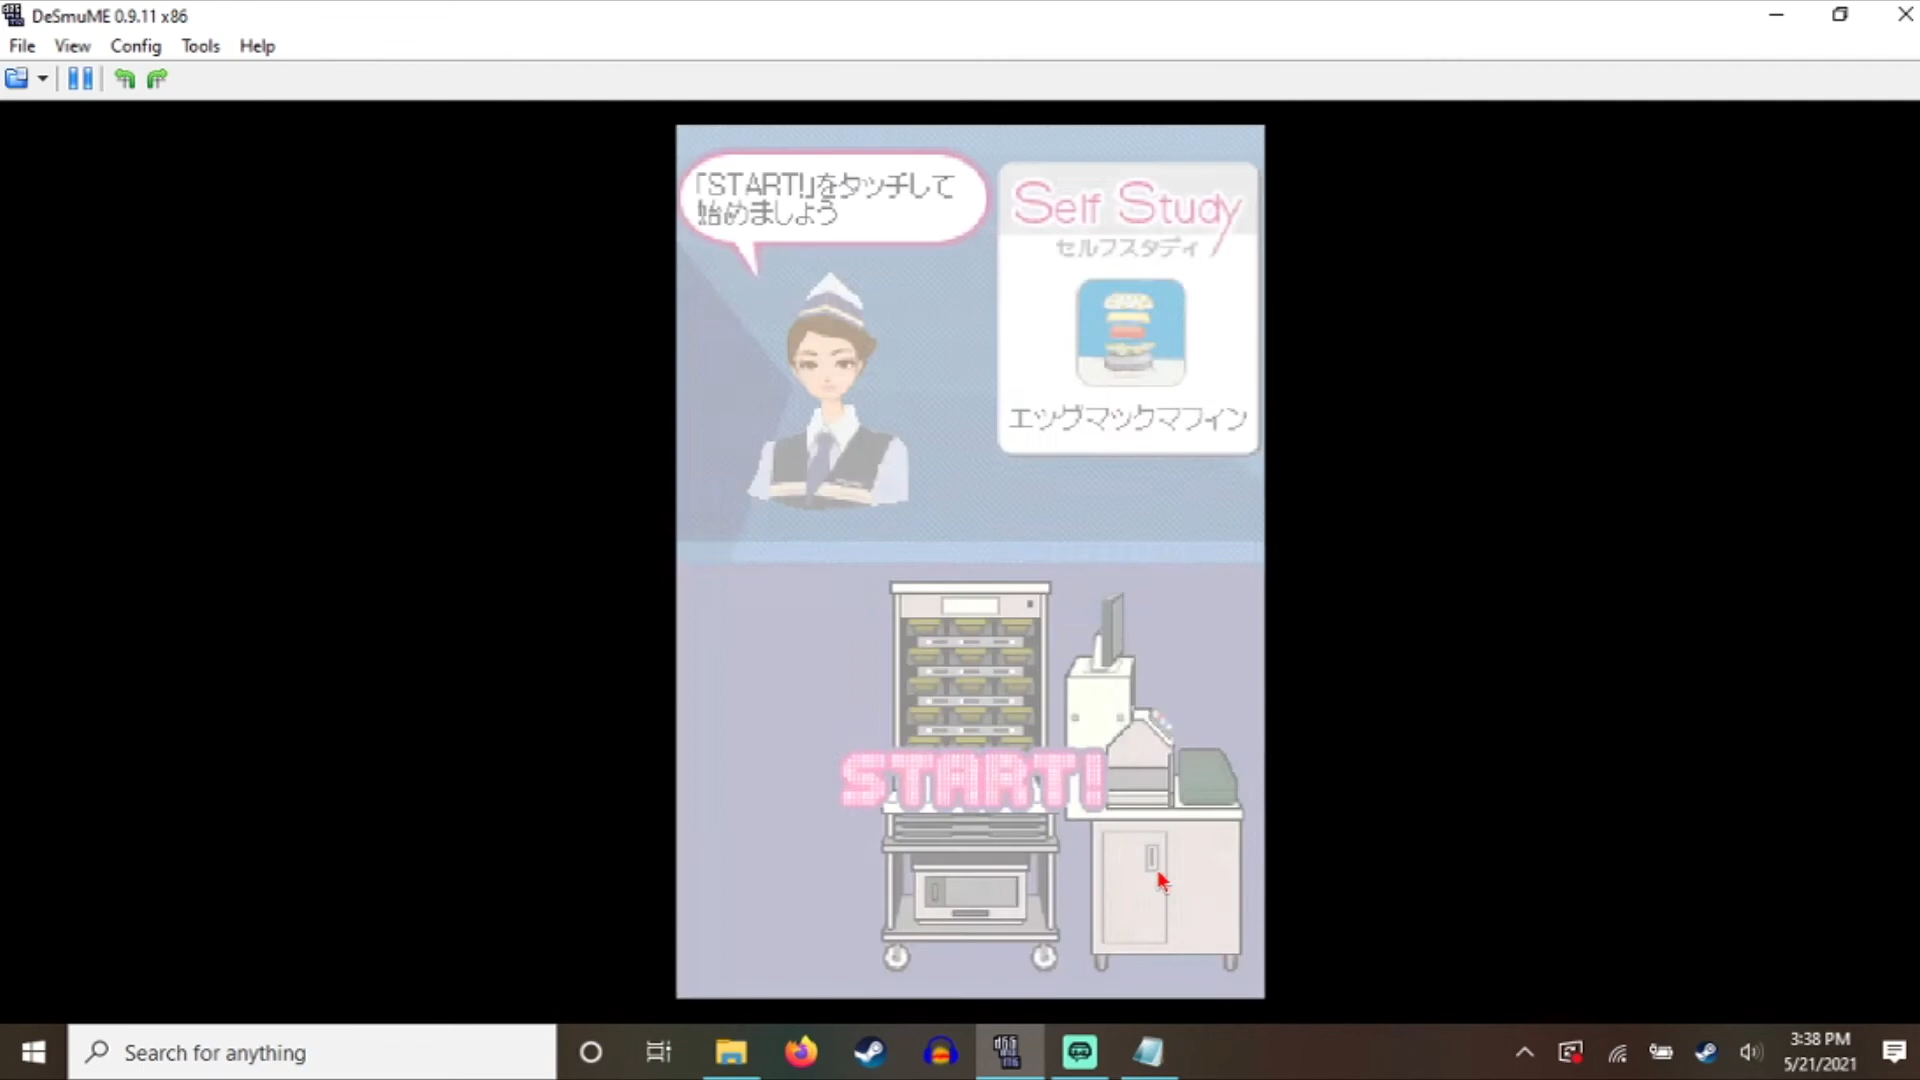 DeSmuME 0.9.11 x86
File View Config Tools Help
「START!」をタッチして
始めましょう
Self Study
セルフスタディ
エッグマックマフィン
START!
Search for anything
3:38 PM
5/21/2021